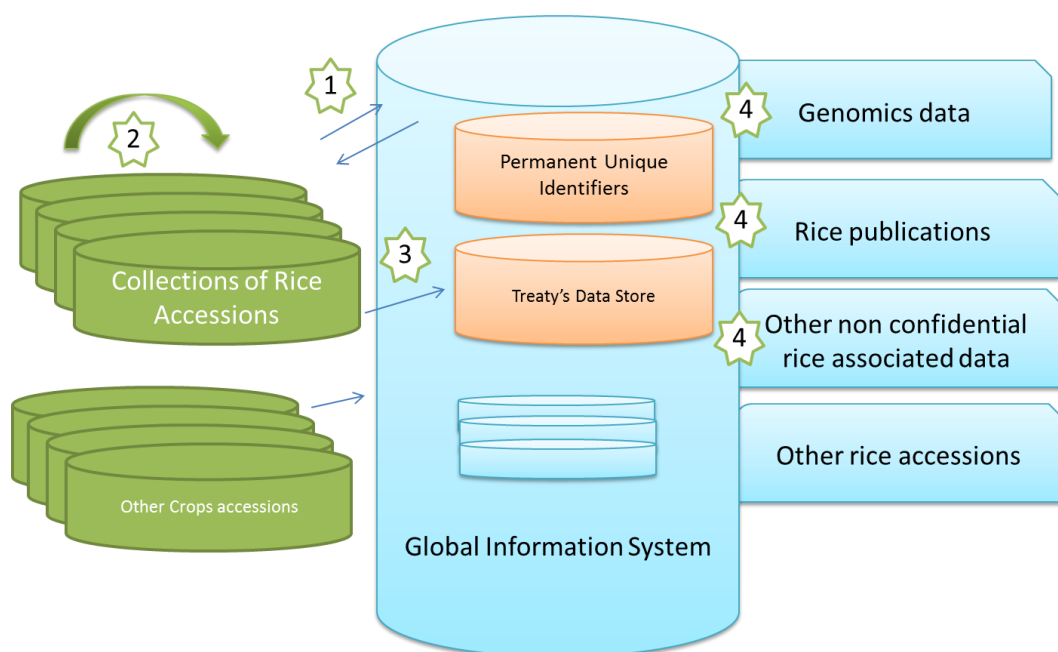 1
2
Collections of Rice
Accessions
3
Other Crops accessions
Permanent Unique
Identifiers
Treaty's Data Store
Global Information System
4
Genomics data
4
Rice publications
4
Other non confidential
rice associated data
Other rice accessions